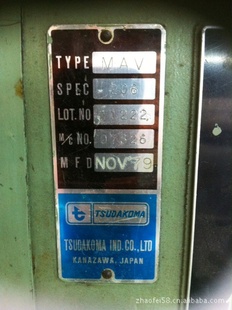 TYPE MAV
SPEC
LOT.NO
M/C NO.
MFD NOV 79
TSUDAKOMA
TSUDAKOMA IND. CO., LTD
KANAZAWA, JAPAN
zhaofei58.cn.alibaba.com